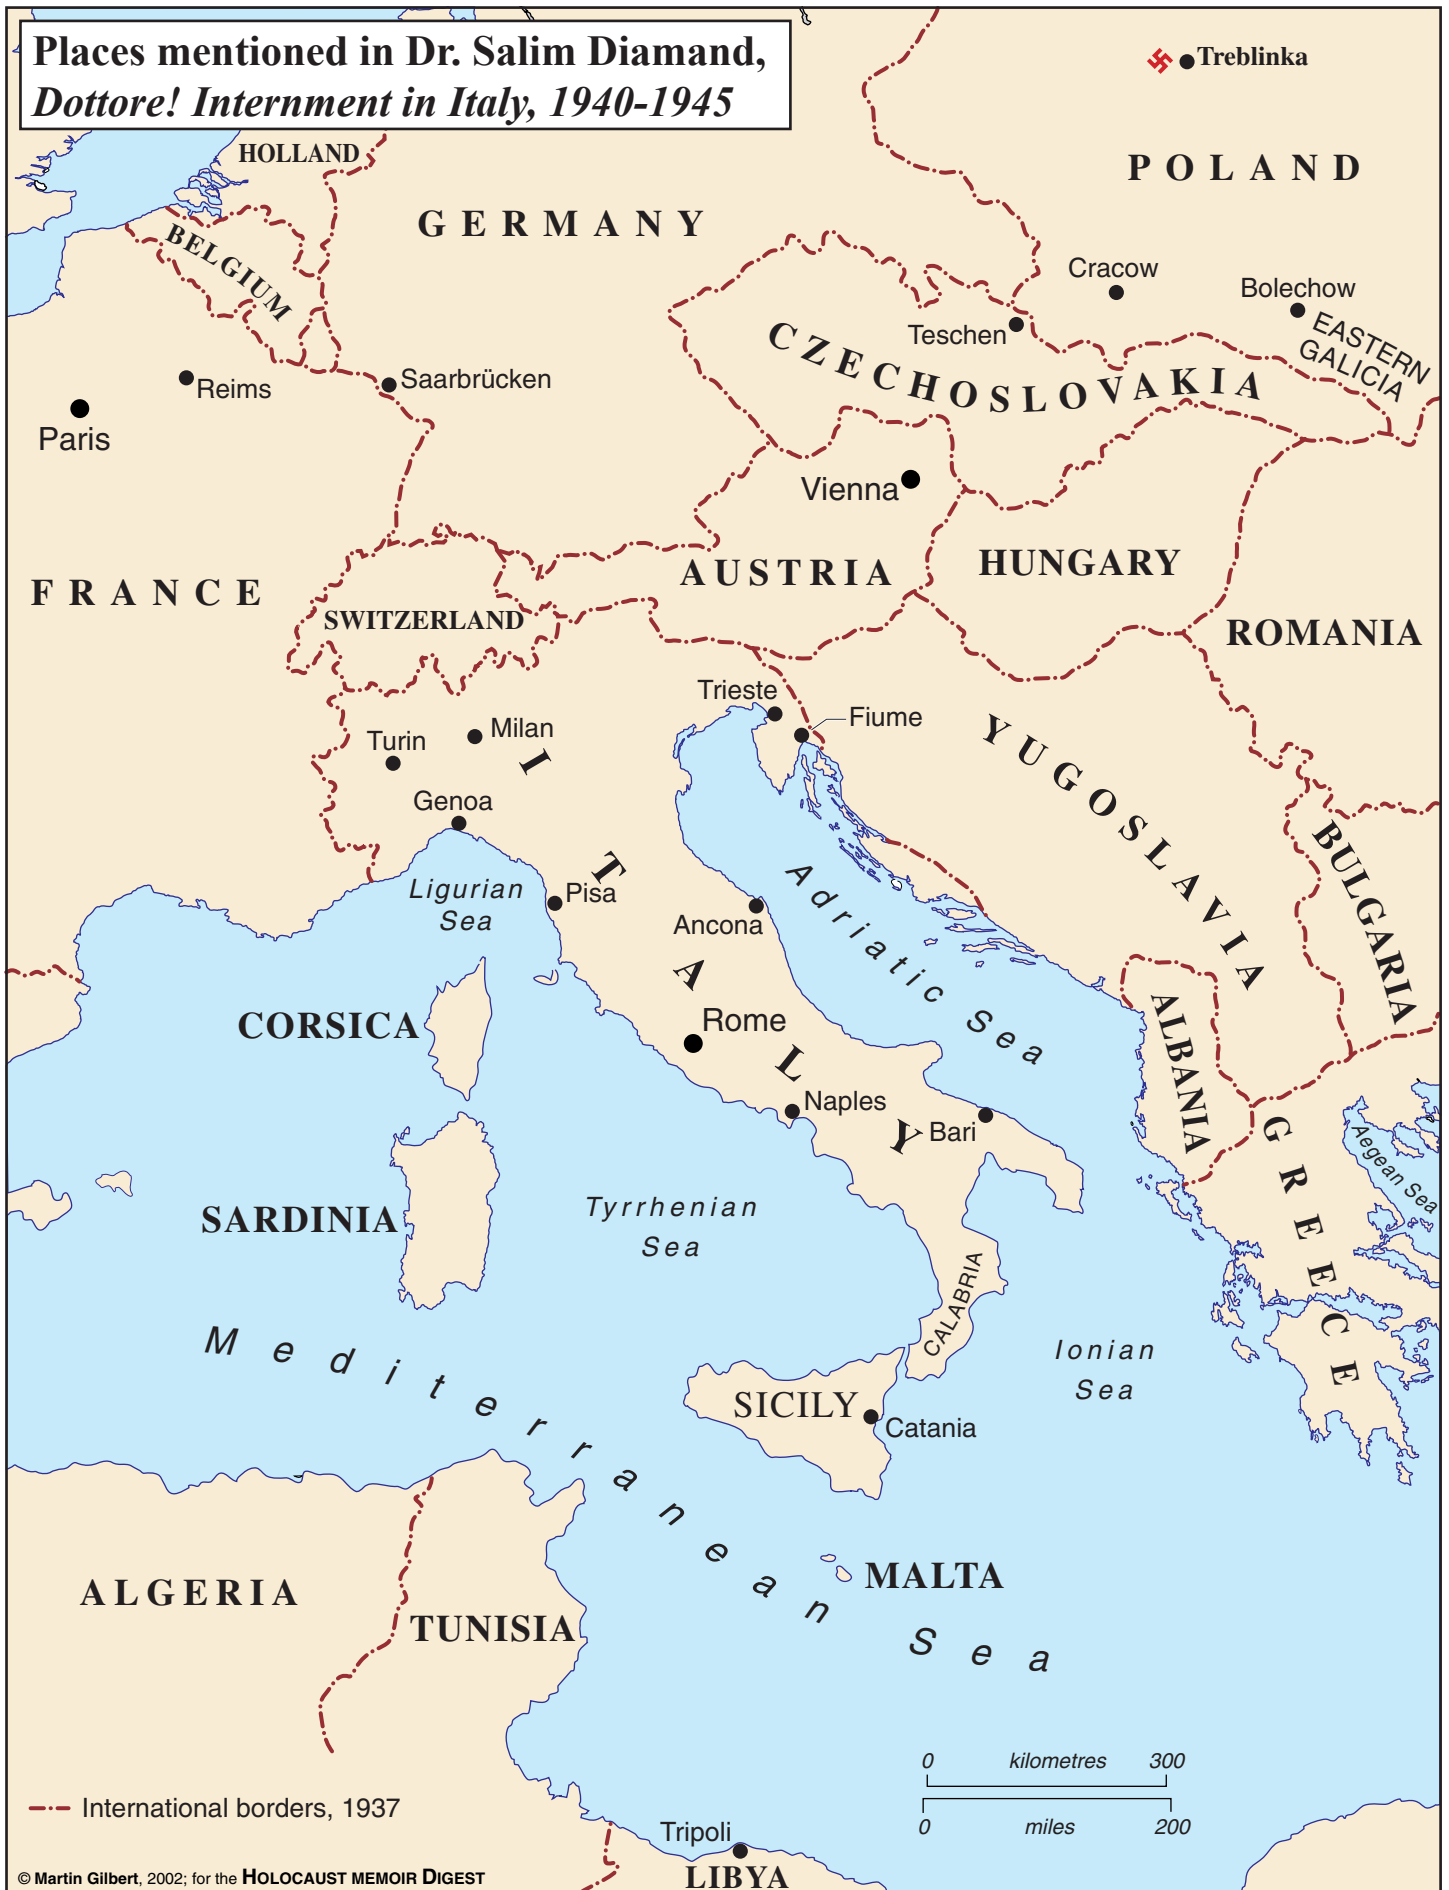 Places mentioned in Dr. Salim Diamand,
Dottore! Internment in Italy, 1940-1945
Treblinka
HOLLAND
POLAND
GERMANY
BELGIUM
Cracow
Bolechow
EASTERN
GALICIA
Teschen
CZECHOSLOVAKIA
Reims
Saarbrücken
Paris
Vienna
AUSTRIA
HUNGARY
FRANCE
SWITZERLAND
ROMANIA
Trieste
Fiume
Milan
Turin
YUGOSLAVIA
Genoa
ITALY
BULGARIA
Ligurian
Sea
Pisa
Ancona
Adriatic Sea
CORSICA
Rome
ALBANIA
Naples
Bari
GREECE
Aegean Sea
SARDINIA
Tyrrhenian
Sea
CALABRIA
Ionian
Sea
Mediterranean Sea
SICILY
Catania
MALTA
ALGERIA
TUNISIA
0 kilometres 300
0 miles 200
International borders, 1937
Tripoli
LIBYA
© Martin Gilbert, 2002; for the HOLOCAUST MEMOIR DIGEST